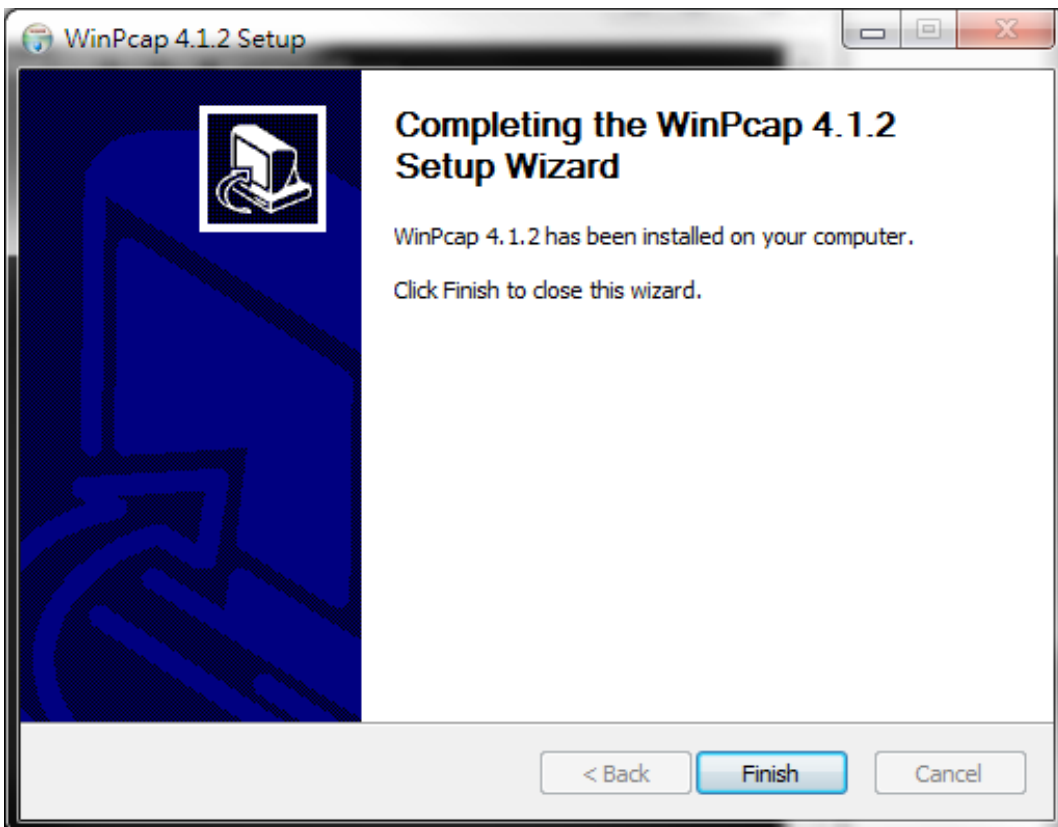 WinPcap 4.1.2 Setup
Completing the WinPcap 4.1.2
Setup Wizard
WinPcap 4.1.2 has been installed on your computer.
Click Finish to close this wizard.
< Back
Finish
Cancel